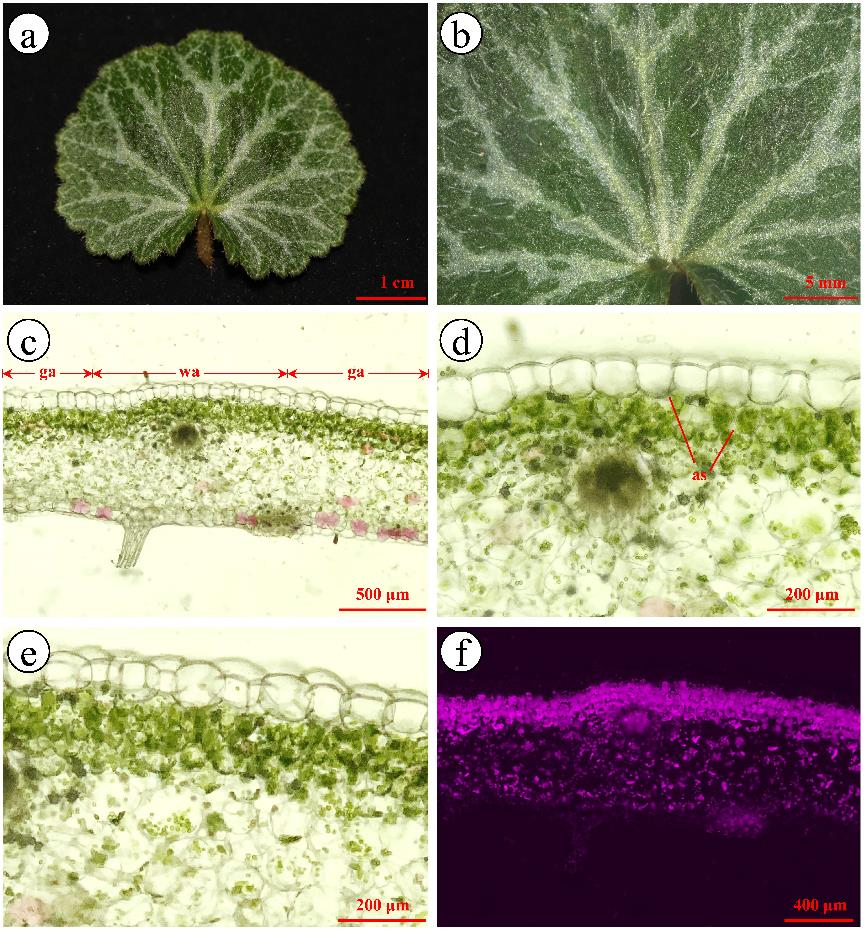 a
b
1 cm
5 mm
c
d
ga wa ga
as
500 μm
200 μm
e
f
200 μm
400 μm